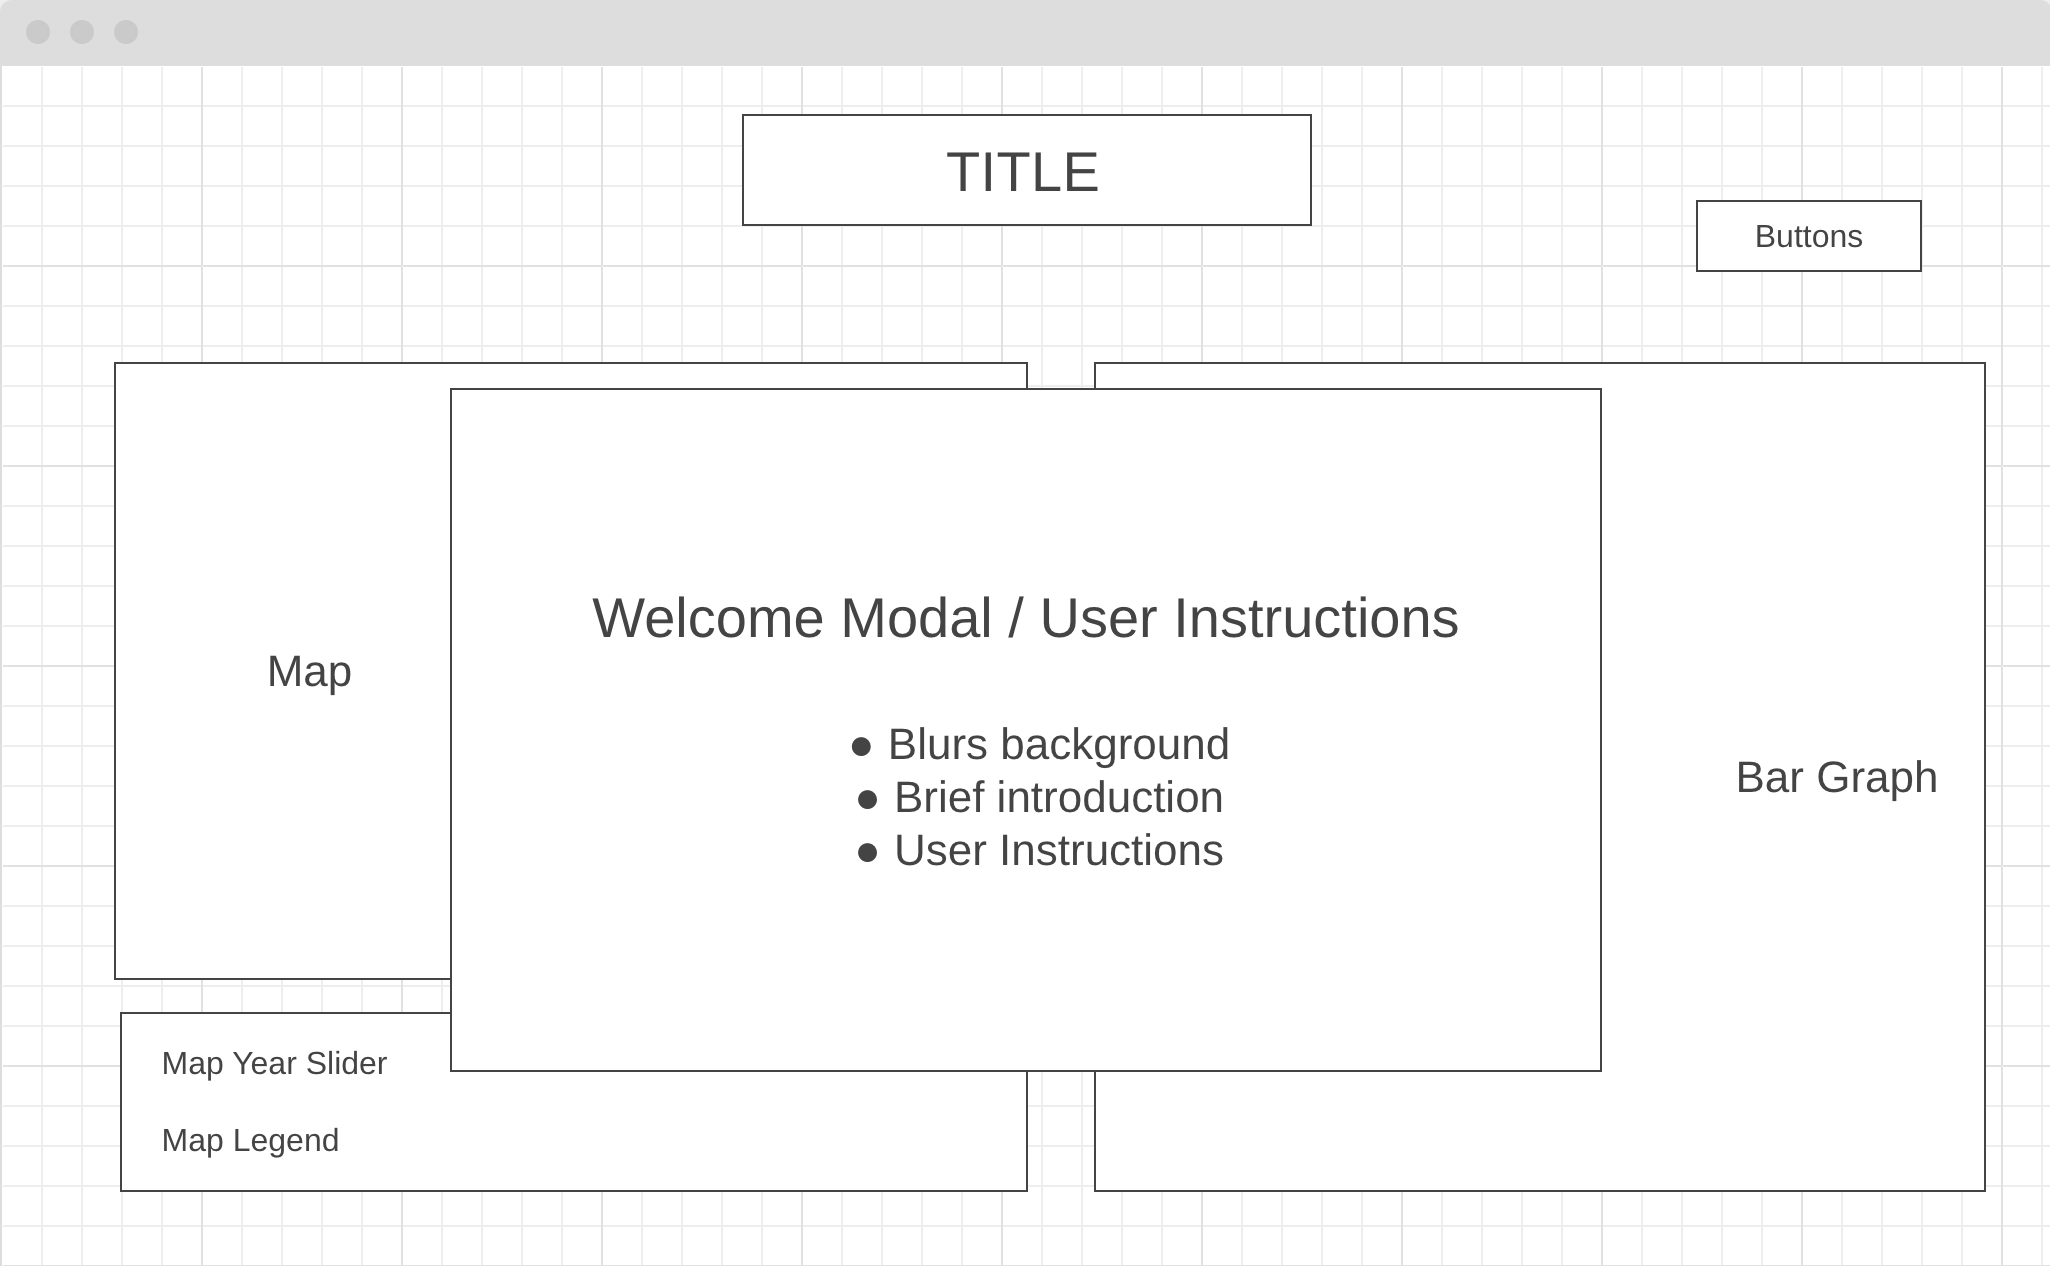 TITLE
Buttons
Map
Welcome Modal / User Instructions
● Blurs background
● Brief introduction
● User Instructions
Bar Graph
Map Year Slider
Map Legend